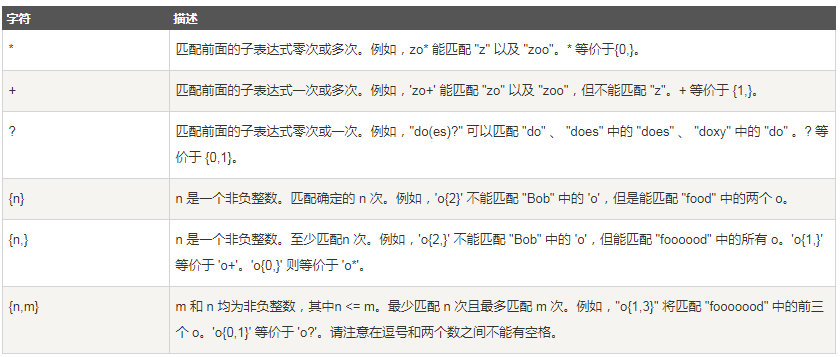 字符 描述
* 匹配前面的子表达式零次或多次。例如，zo* 能匹配 "z" 以及 "zoo"。* 等价于{0,}。
+ 匹配前面的子表达式一次或多次。例如，'zo+' 能匹配 "zo" 以及 "zoo"，但不能匹配 "z"。+ 等价于 {1,}。
? 匹配前面的子表达式零次或一次。例如，"do(es)?" 可以匹配 "do" 、 "does" 中的 "does" 、 "doxy" 中的 "do" 。? 等
价于 {0,1}。
{n} n 是一个非负整数。匹配确定的 n 次。例如，'o{2}' 不能匹配 "Bob" 中的 'o'，但是能匹配 "food" 中的两个 o。
{n,} n 是一个非负整数。至少匹配n 次。例如，'o{2,}' 不能匹配 "Bob" 中的 'o'，但能匹配 "foooood" 中的所有 o。'o{1,}'
等价于 'o+'。'o{0,}' 则等价于 'o*'。
{n,m} m 和 n 均为非负整数，其中n <= m。最少匹配 n 次且最多匹配 m 次。例如，"o{1,3}" 将匹配 "fooooood" 中的前三
个 o。'o{0,1}' 等价于 'o?'。请注意在逗号和两个数之间不能有空格。